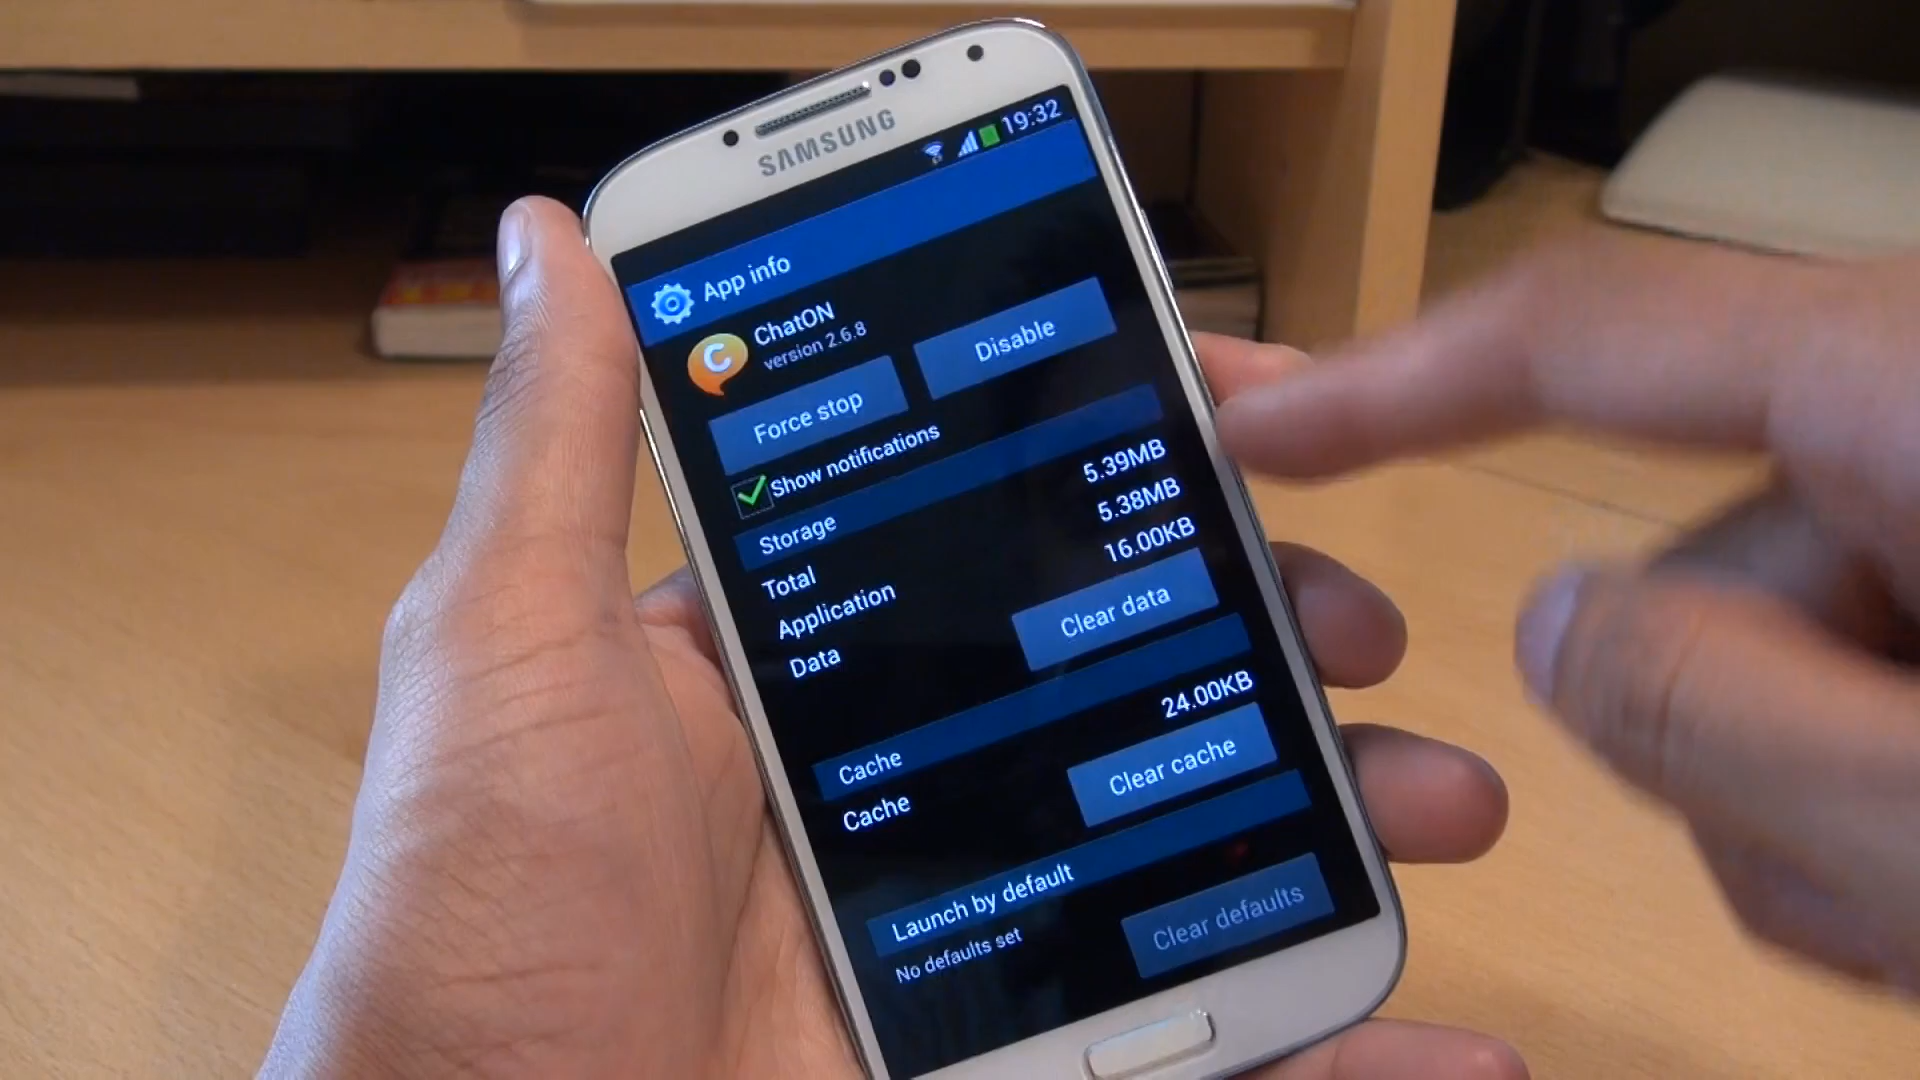 SAMSUNG
19:32
App info
C
ChatON
version 2.6.8
Force stop
Disable
Show notifications
Storage
Total
5.39MB
Application
5.38MB
Data
16.00KB
Clear data
Cache
Cache
24.00KB
Clear cache
Launch by default
No defaults set
Clear defaults